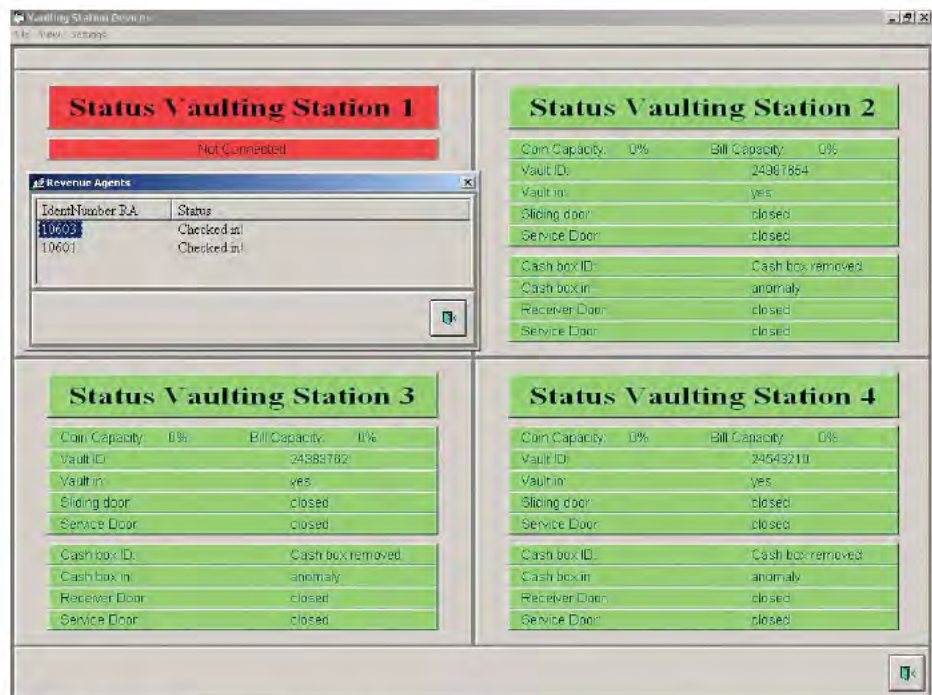 Vaulting Station Devices
File View Settings
Status Vaulting Station 1
Not Connected
Revenue Agents
IdentNumber RA Status
10603 Checked in!
10601 Checked in!
Status Vaulting Station 2
Coin Capacity: 0% Bill Capacity: 0%
Vault ID: 24987654
Vault in: yes
Sliding door closed
Service Door closed
Cash box ID: Cash box removed
Cash box in anomaly
Receiver Door closed
Service Door closed
Status Vaulting Station 3
Coin Capacity: 0% Bill Capacity: 0%
Vault ID: 24383762
Vault in: yes
Sliding door closed
Service Door closed
Cash box ID: Cash box removed
Cash box in anomaly
Receiver Door closed
Service Door closed
Status Vaulting Station 4
Coin Capacity: 0% Bill Capacity: 0%
Vault ID: 24543210
Vault in: yes
Sliding door closed
Service Door closed
Cash box ID: Cash box removed
Cash box in anomaly
Receiver Door closed
Service Door closed